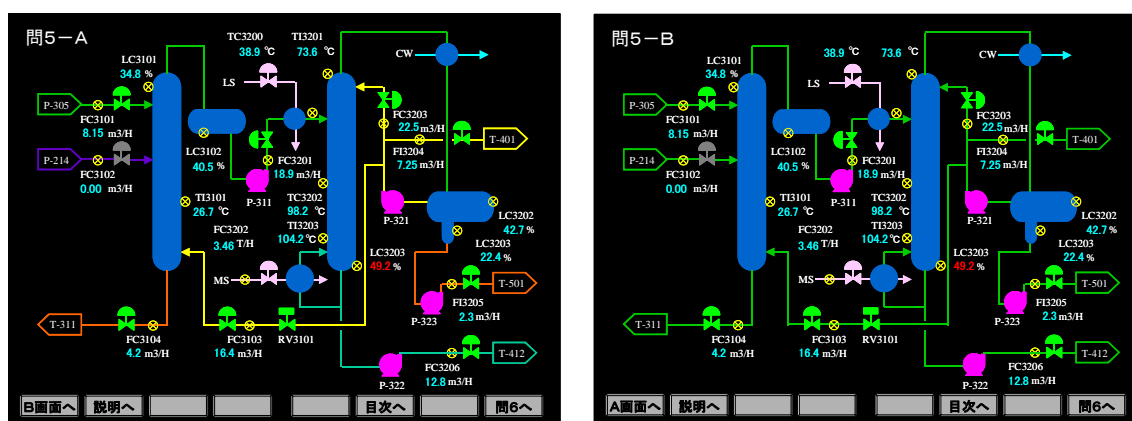 問5－A
TC3200
38.9 ℃
TI3201
73.6 ℃
LC3101
34.8 %
CW
LS
P-305
FC3101
8.15 m3/H
FC3203
22.5 m3/H
T-401
P-214
FC3102
0.00 m3/H
LC3102
40.5 %
FC3201
18.9 m3/H
FI3204
7.25 m3/H
P-311
TI3101
26.7 ℃
TC3202
98.2 ℃
P-321
LC3202
42.7 %
FC3202
3.46 T/H
TI3203
104.2 ℃
LC3203
49.2 %
LC3203
22.4 %
MS
T-501
P-323
FI3205
2.3 m3/H
T-311
FC3104
4.2 m3/H
FC3103
16.4 m3/H
RV3101
T-412
FC3206
12.8 m3/H
P-322
B画面へ
説明へ
目次へ
問6へ
問5－B
38.9 ℃
73.6 ℃
LC3101
34.8 %
CW
LS
P-305
FC3101
8.15 m3/H
FC3203
22.5 m3/H
T-401
P-214
FC3102
0.00 m3/H
LC3102
40.5 %
FC3201
18.9 m3/H
FI3204
7.25 m3/H
P-311
TI3101
26.7 ℃
TC3202
98.2 ℃
P-321
LC3202
42.7 %
FC3202
3.46 T/H
TI3203
104.2 ℃
LC3203
49.2 %
LC3203
22.4 %
MS
T-501
P-323
FI3205
2.3 m3/H
T-311
FC3104
4.2 m3/H
FC3103
16.4 m3/H
RV3101
T-412
FC3206
12.8 m3/H
P-322
A画面へ
説明へ
目次へ
問6へ